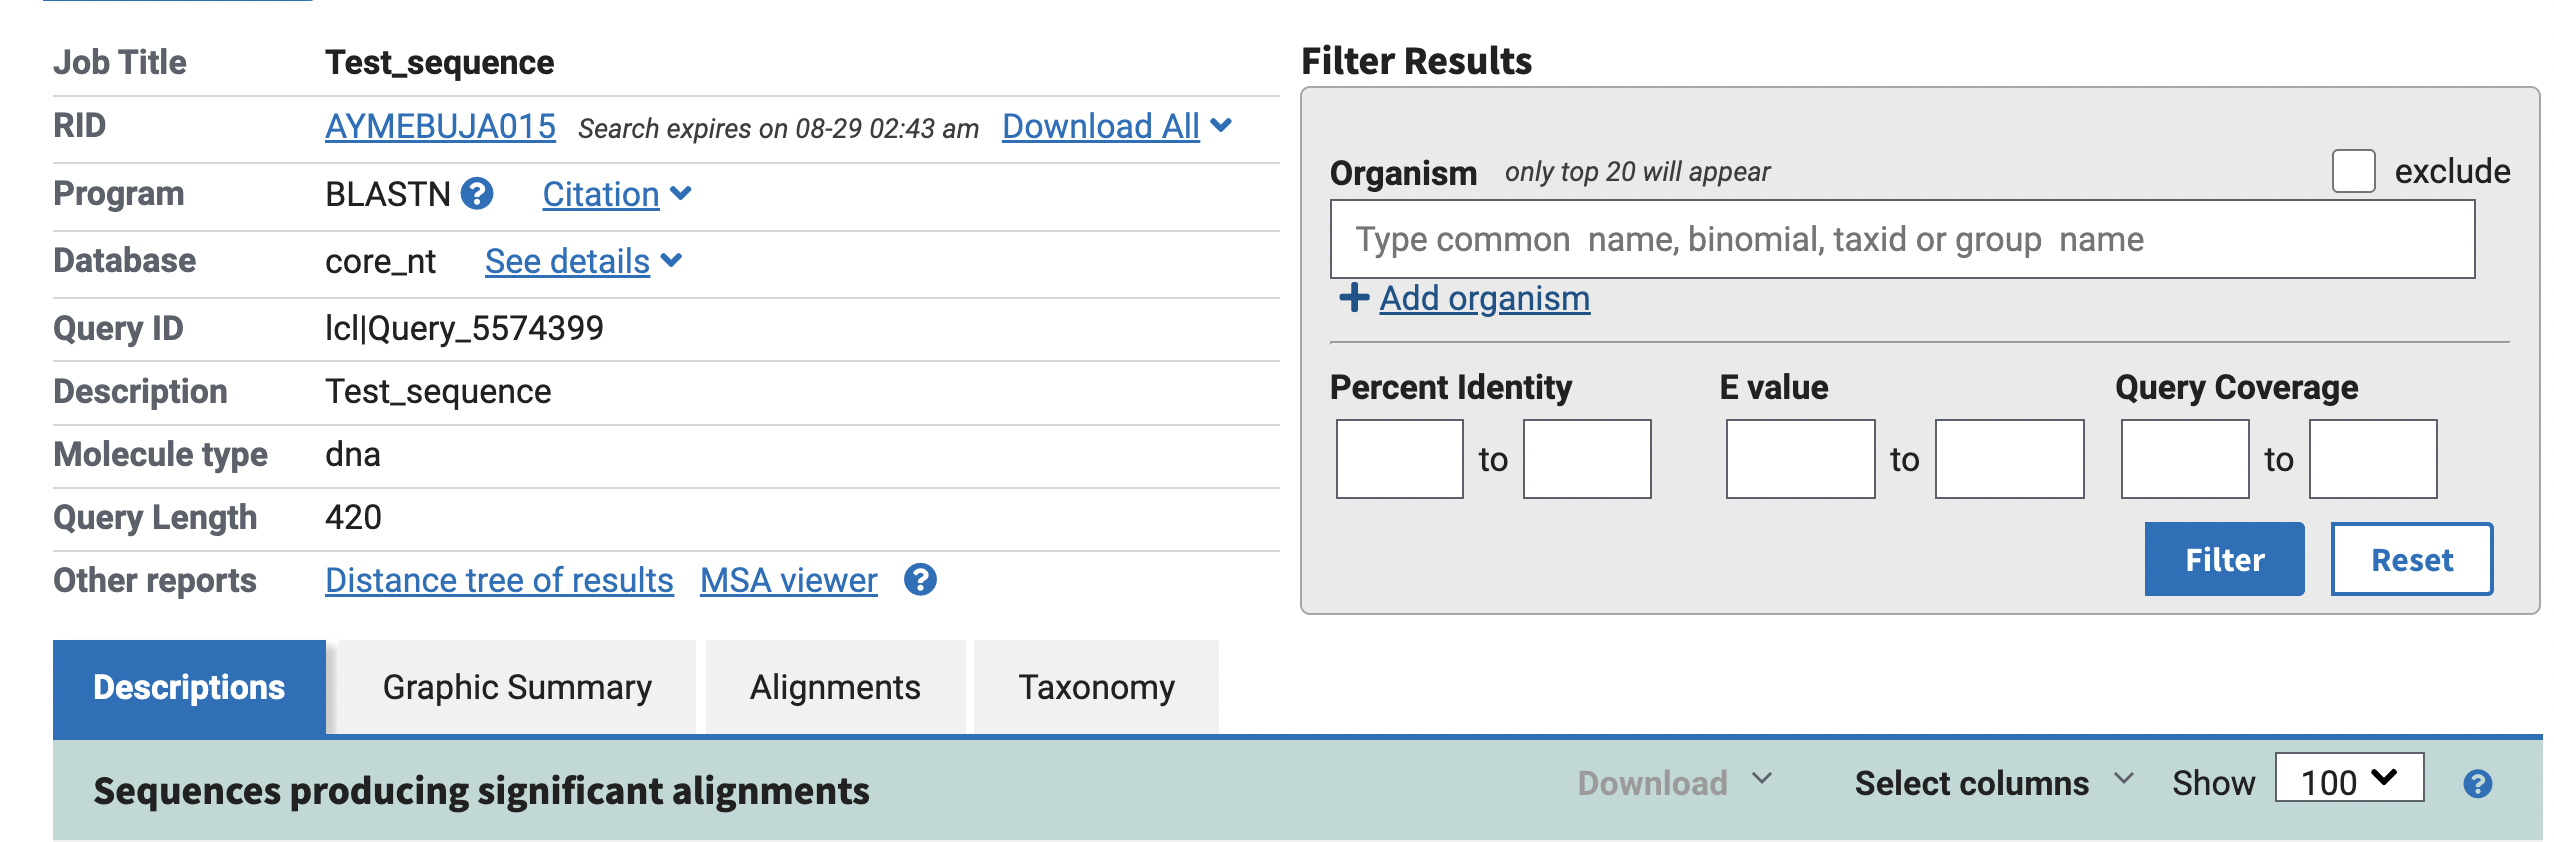 Job Title Test_sequence
RID AYMEBUJA015 Search expires on 08-29 02:43 am Download All
Program BLASTN ? Citation
Database core_nt See details
Query ID lcl|Query_5574399
Description Test_sequence
Molecule type dna
Query Length 420
Other reports Distance tree of results MSA viewer ?
Filter Results
Organism only top 20 will appear exclude
Type common name, binomial, taxid or group name
+ Add organism
Percent Identity E value Query Coverage
to to to
Filter Reset
Descriptions Graphic Summary Alignments Taxonomy
Sequences producing significant alignments Download Select columns Show 100 ?